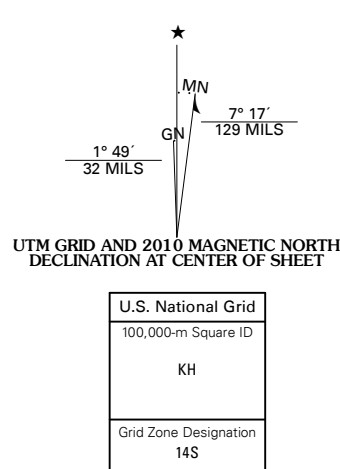 MN
GN
7° 17´
129 MILS
1° 49´
32 MILS
UTM GRID AND 2010 MAGNETIC NORTH
DECLINATION AT CENTER OF SHEET
U.S. National Grid
100,000-m Square ID
KH
Grid Zone Designation
14S